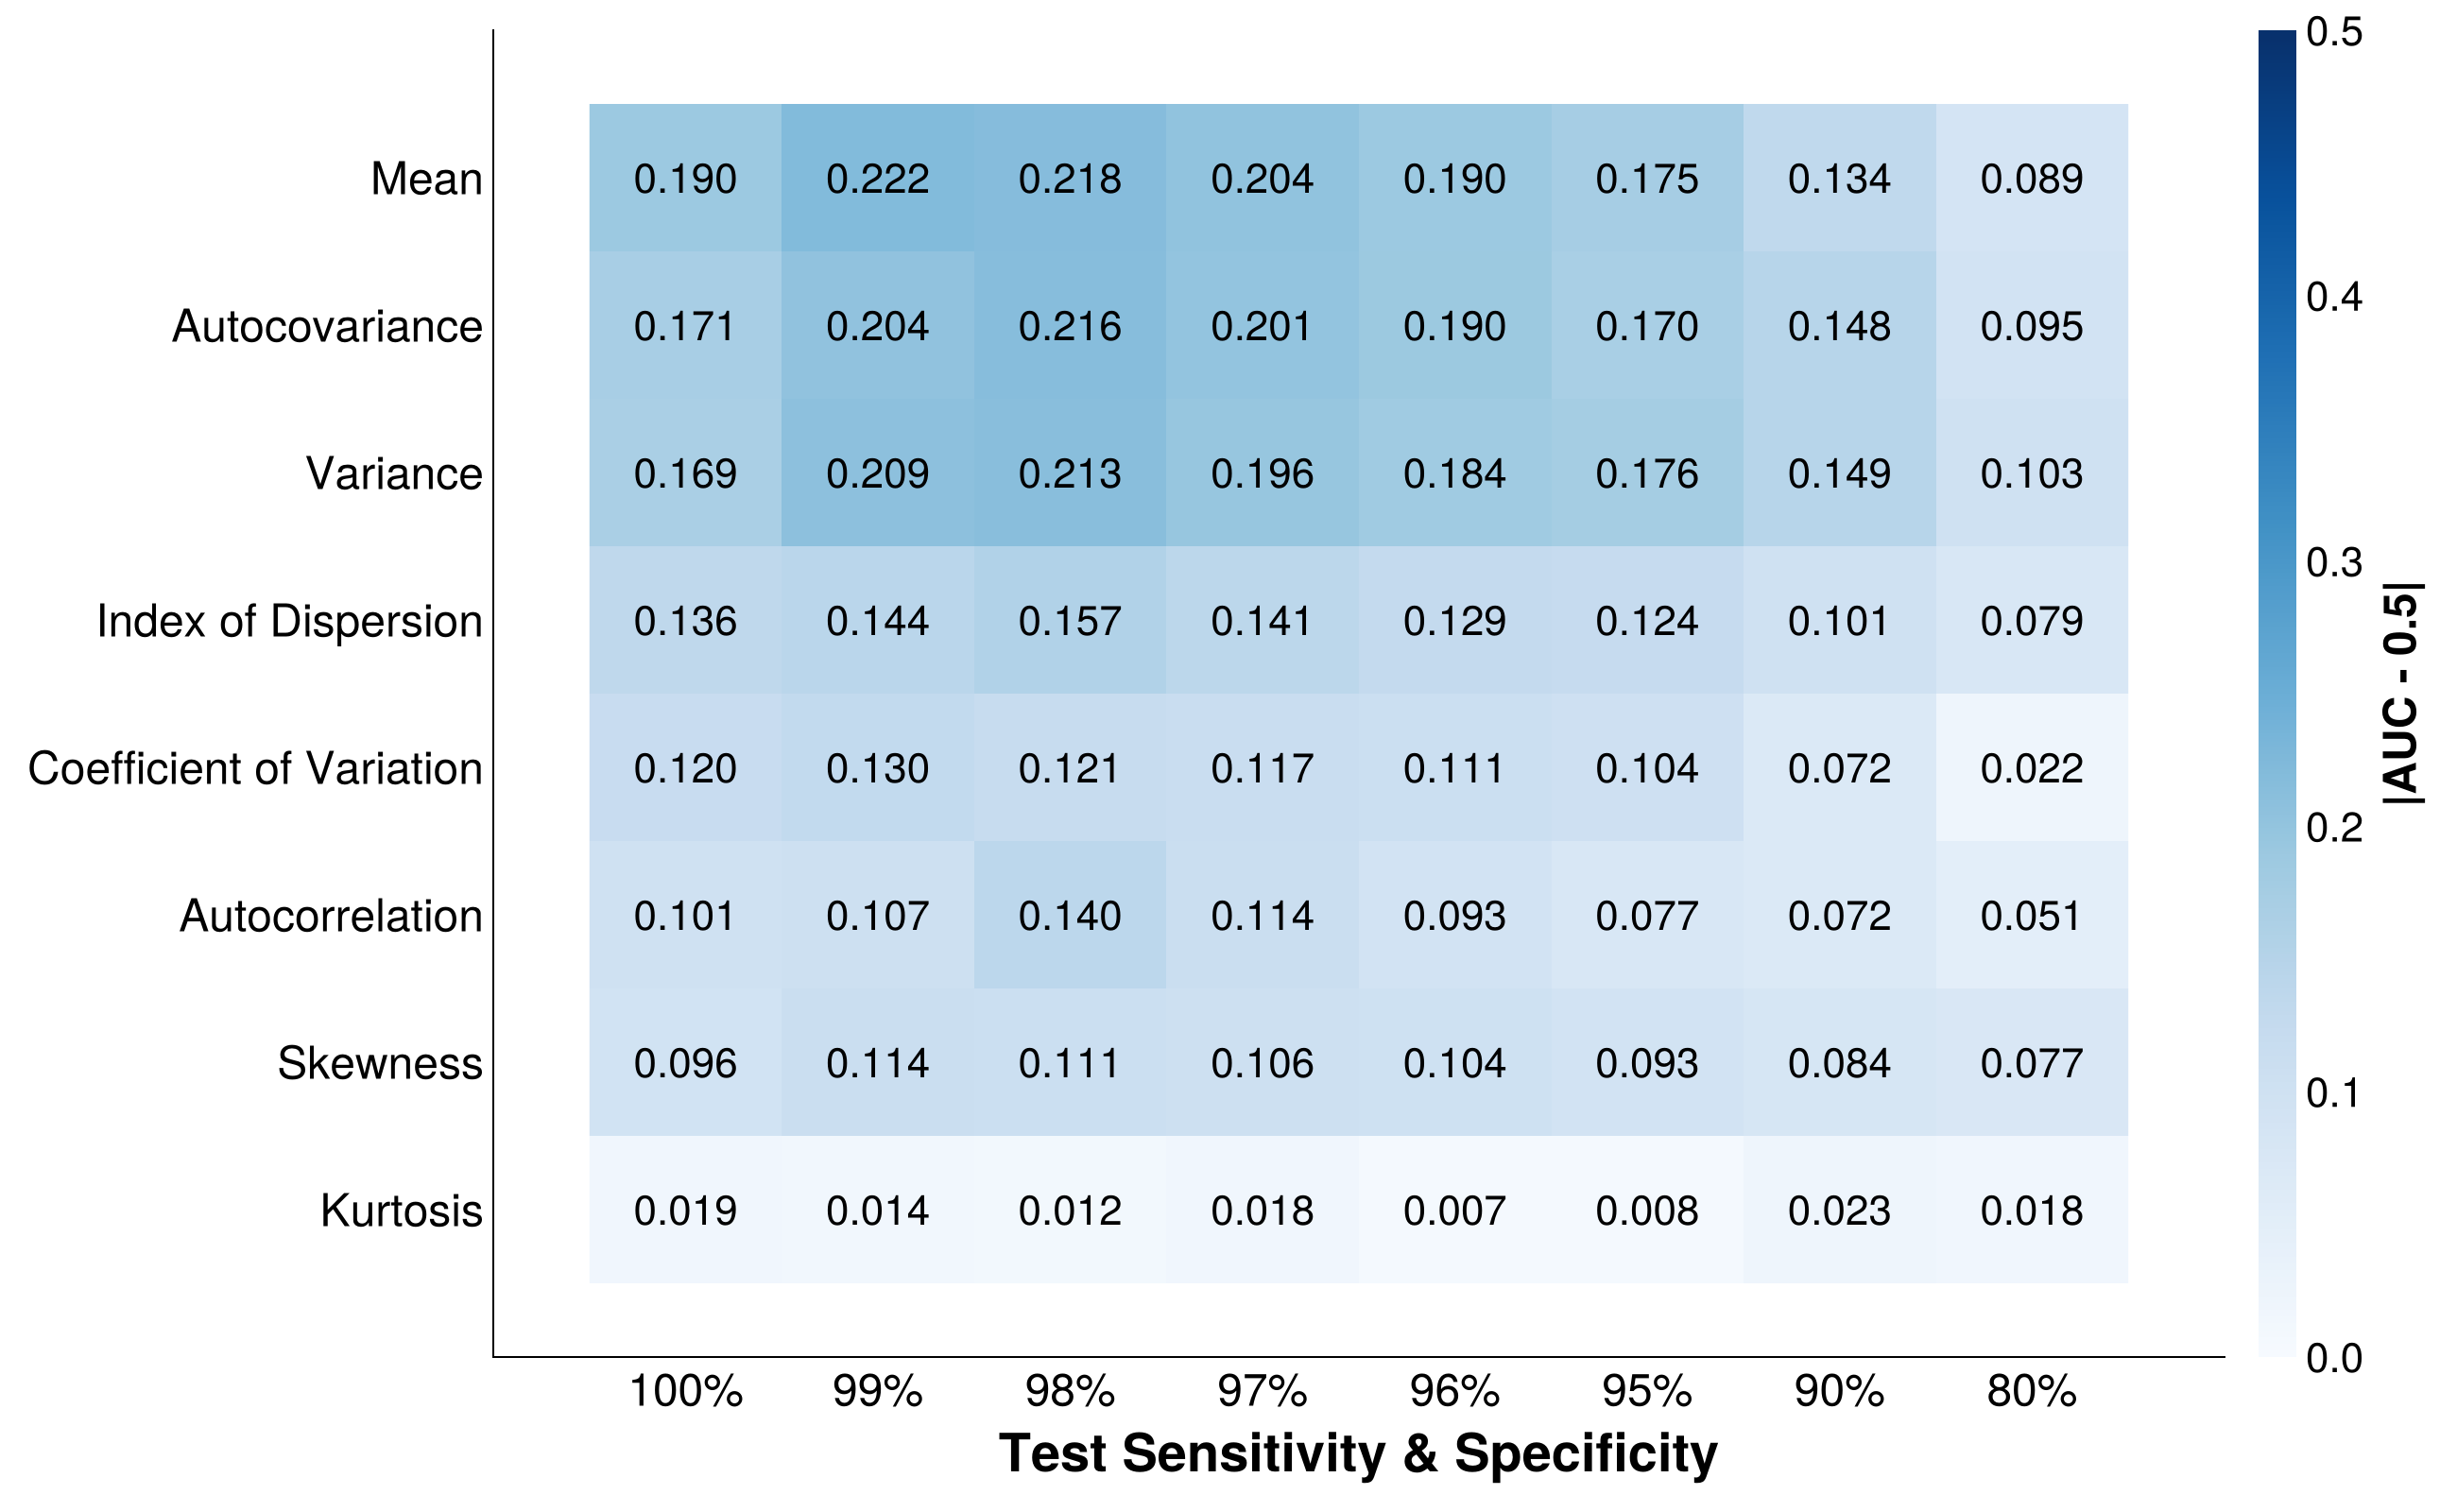 Mean 0.190 0.222 0.218 0.204 0.190 0.175 0.134 0.089
Autocovariance 0.171 0.204 0.216 0.201 0.190 0.170 0.148 0.095
Variance 0.169 0.209 0.213 0.196 0.184 0.176 0.149 0.103
Index of Dispersion 0.136 0.144 0.157 0.141 0.129 0.124 0.101 0.079
Coefficient of Variation 0.120 0.130 0.121 0.117 0.111 0.104 0.072 0.022
Autocorrelation 0.101 0.107 0.140 0.114 0.093 0.077 0.072 0.051
Skewness 0.096 0.114 0.111 0.106 0.104 0.093 0.084 0.077
Kurtosis 0.019 0.014 0.012 0.018 0.007 0.008 0.023 0.018
100% 99% 98% 97% 96% 95% 90% 80%
Test Sensitivity & Specificity
0.5
0.4
0.3
0.2
0.1
0.0
|AUC - 0.5|